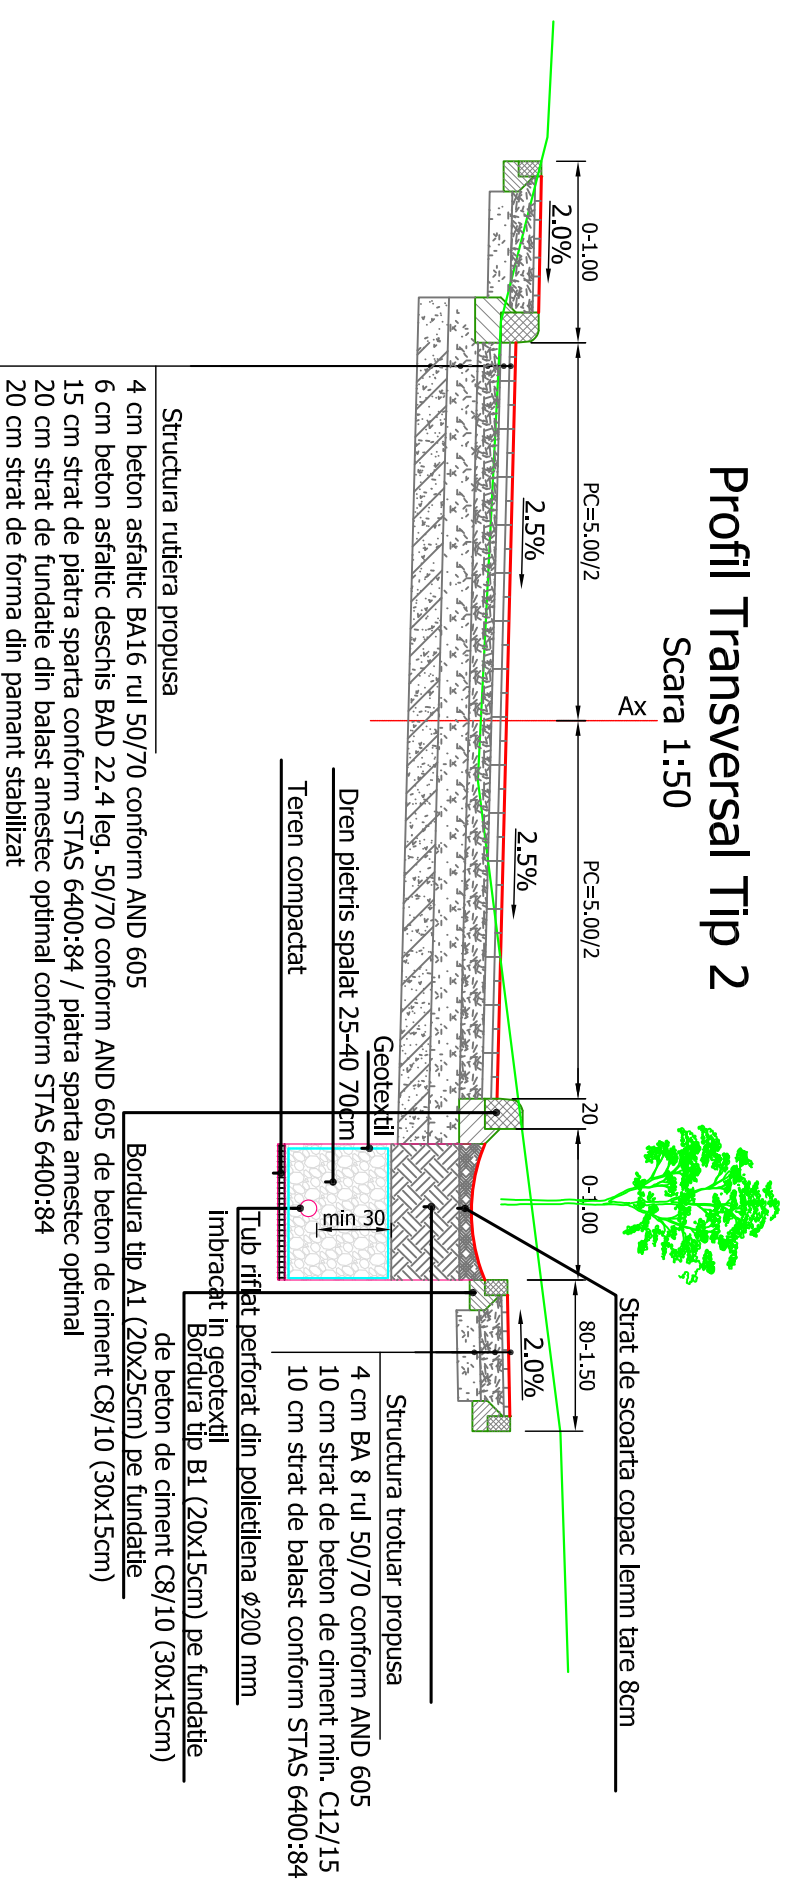 Profil Transversal Tip 2
Scara 1:50
Ax
0-1.00
PC=5.00/2
PC=5.00/2
20
0-1.00
80-1.50
2.0%
2.5%
2.5%
2.0%
Strat de scoarta copac lemn tare 8cm
min 30
Geotextil
Dren pietris spalat 25-40 70cm
Teren compactat
Structura trotuar propusa
4 cm BA 8 rul 50/70 conform AND 605
10 cm strat de beton de ciment min. C12/15
10 cm strat de balast conform STAS 6400:84
Tub riflat perforat din polietilena ϕ200 mm
imbracat in geotextil
Bordura tip B1 (20x15cm) pe fundatie
de beton de ciment C8/10 (30x15cm)
Bordura tip A1 (20x25cm) pe fundatie
de beton de ciment C8/10 (30x15cm)
Structura rutiera propusa
4 cm beton asfaltic BA16 rul 50/70 conform AND 605
6 cm beton asfaltic deschis BAD 22.4 leg. 50/70 conform AND 605
15 cm strat de piatra sparta conform STAS 6400:84 / piatra sparta amestec optimal
20 cm strat de fundatie din balast amestec optimal conform STAS 6400:84
20 cm strat de forma din pamant stabilizat